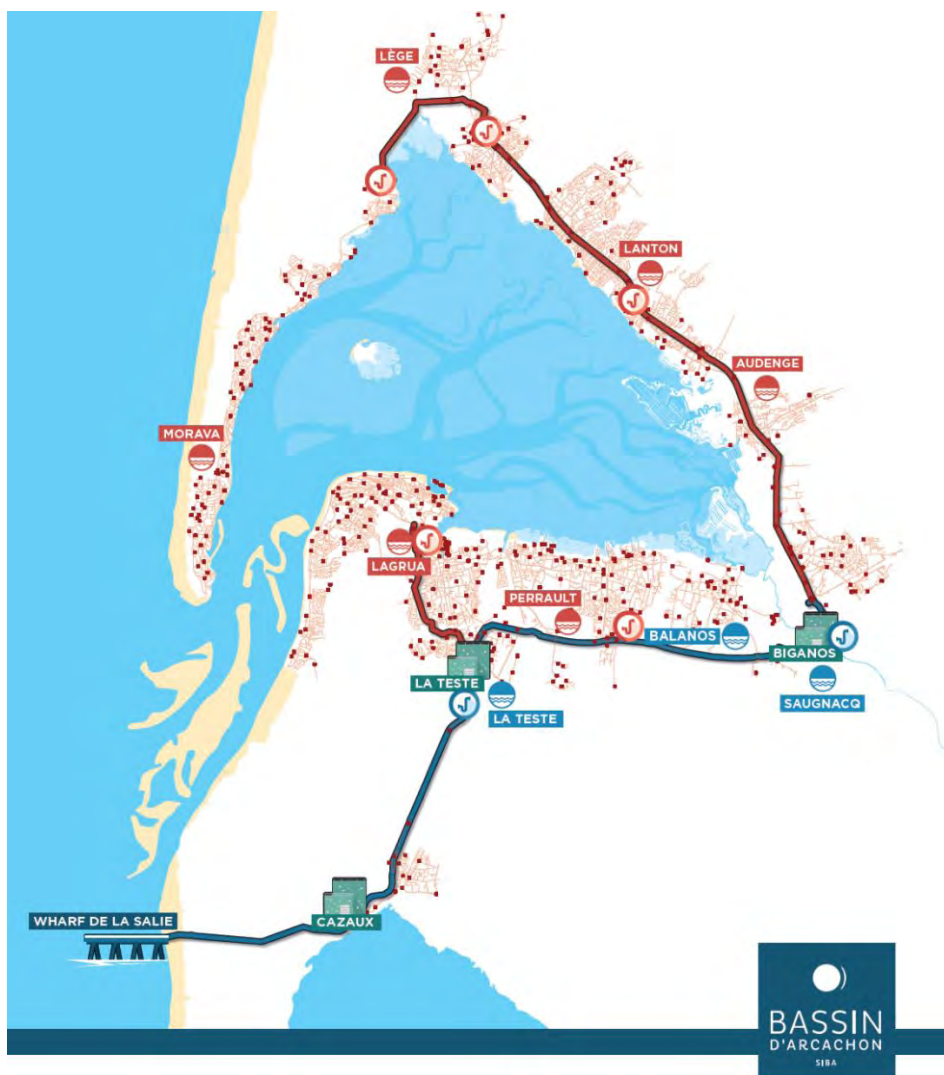 LÈGE
LANTON
AUDENGE
MORAVA
LAGRUA
PERRAULT
BALANOS
BIGANOS
LA TESTE
SAUGNACQ
LA TESTE
CAZAUX
WHARF DE LA SALIE
BASSIN
D'ARCACHON
SIBA